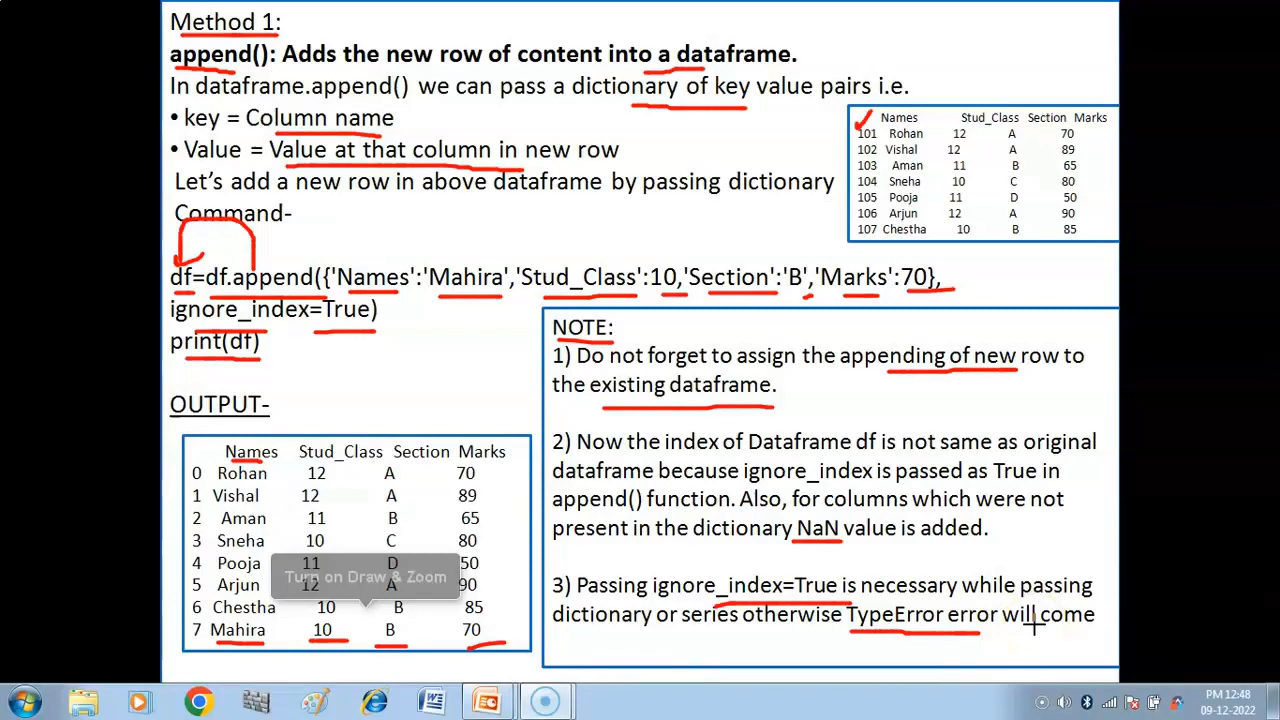 Method 1:
append(): Adds the new row of content into a dataframe.
In dataframe.append() we can pass a dictionary of key value pairs i.e.
• key = Column name
• Value = Value at that column in new row
Let's add a new row in above dataframe by passing dictionary
Command-
Names Stud_Class Section Marks
101 Rohan 12 A 70
102 Vishal 12 A 89
103 Aman 11 B 65
104 Sneha 10 C 80
105 Pooja 11 D 50
106 Arjun 12 A 90
107 Chestha 10 B 85
df=df.append({'Names':'Mahira','Stud_Class':10,'Section':'B','Marks':70},
ignore_index=True)
print(df)
OUTPUT-
Names Stud_Class Section Marks
0 Rohan 12 A 70
1 Vishal 12 A 89
2 Aman 11 B 65
3 Sneha 10 C 80
4 Pooja 11 D 50
5 Arjun 12 A 90
6 Chestha 10 B 85
7 Mahira 10 B 70
Turn on Draw & Zoom
NOTE:
1) Do not forget to assign the appending of new row to
the existing dataframe.
2) Now the index of Dataframe df is not same as original
dataframe because ignore_index is passed as True in
append() function. Also, for columns which were not
present in the dictionary NaN value is added.
3) Passing ignore_index=True is necessary while passing
dictionary or series otherwise TypeError error will come
PM 12:48
09-12-2022